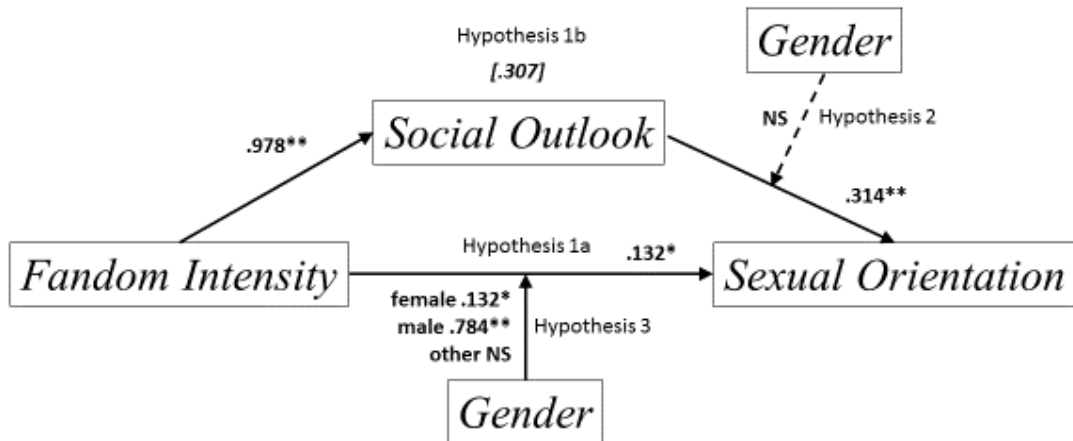 Hypothesis 1b
[.307]
Gender
Social Outlook
NS
Hypothesis 2
.978**
.314**
Fandom Intensity
Hypothesis 1a
.132*
Sexual Orientation
female .132*
male .784**
other NS
Hypothesis 3
Gender